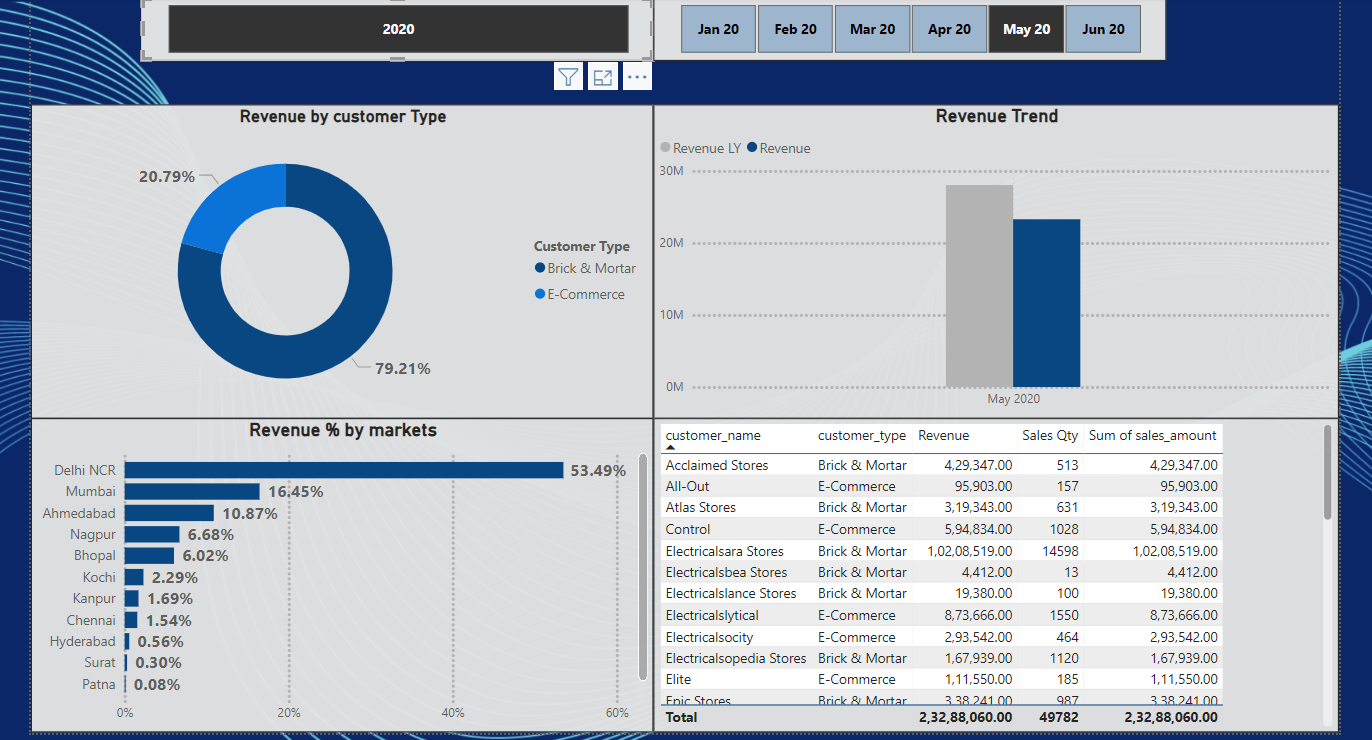 2020
Jan 20 Feb 20 Mar 20 Apr 20 May 20 Jun 20
Revenue by customer Type
20.79%
79.21%
Customer Type
Brick & Mortar
E-Commerce
Revenue Trend
Revenue LY Revenue
30M
20M
10M
0M
May 2020
Revenue % by markets
Delhi NCR 53.49%
Mumbai 16.45%
Ahmedabad 10.87%
Nagpur 6.68%
Bhopal 6.02%
Kochi 2.29%
Kanpur 1.69%
Chennai 1.54%
Hyderabad 0.56%
Surat 0.30%
Patna 0.08%
0% 20% 40% 60%
customer_name customer_type Revenue Sales Qty Sum of sales_amount
Acclaimed Stores Brick & Mortar 4,29,347.00 513 4,29,347.00
All-Out E-Commerce 95,903.00 157 95,903.00
Atlas Stores Brick & Mortar 3,19,343.00 631 3,19,343.00
Control E-Commerce 5,94,834.00 1028 5,94,834.00
Electricalsara Stores Brick & Mortar 1,02,08,519.00 14598 1,02,08,519.00
Electricalsbea Stores Brick & Mortar 4,412.00 13 4,412.00
Electricalslance Stores Brick & Mortar 19,380.00 100 19,380.00
Electricalslytical E-Commerce 8,73,666.00 1550 8,73,666.00
Electricalsocity E-Commerce 2,93,542.00 464 2,93,542.00
Electricalsopedia Stores Brick & Mortar 1,67,939.00 1120 1,67,939.00
Elite E-Commerce 1,11,550.00 185 1,11,550.00
Epic Stores Brick & Mortar 3,38,241.00 987 3,38,241.00
Total 2,32,88,060.00 49782 2,32,88,060.00